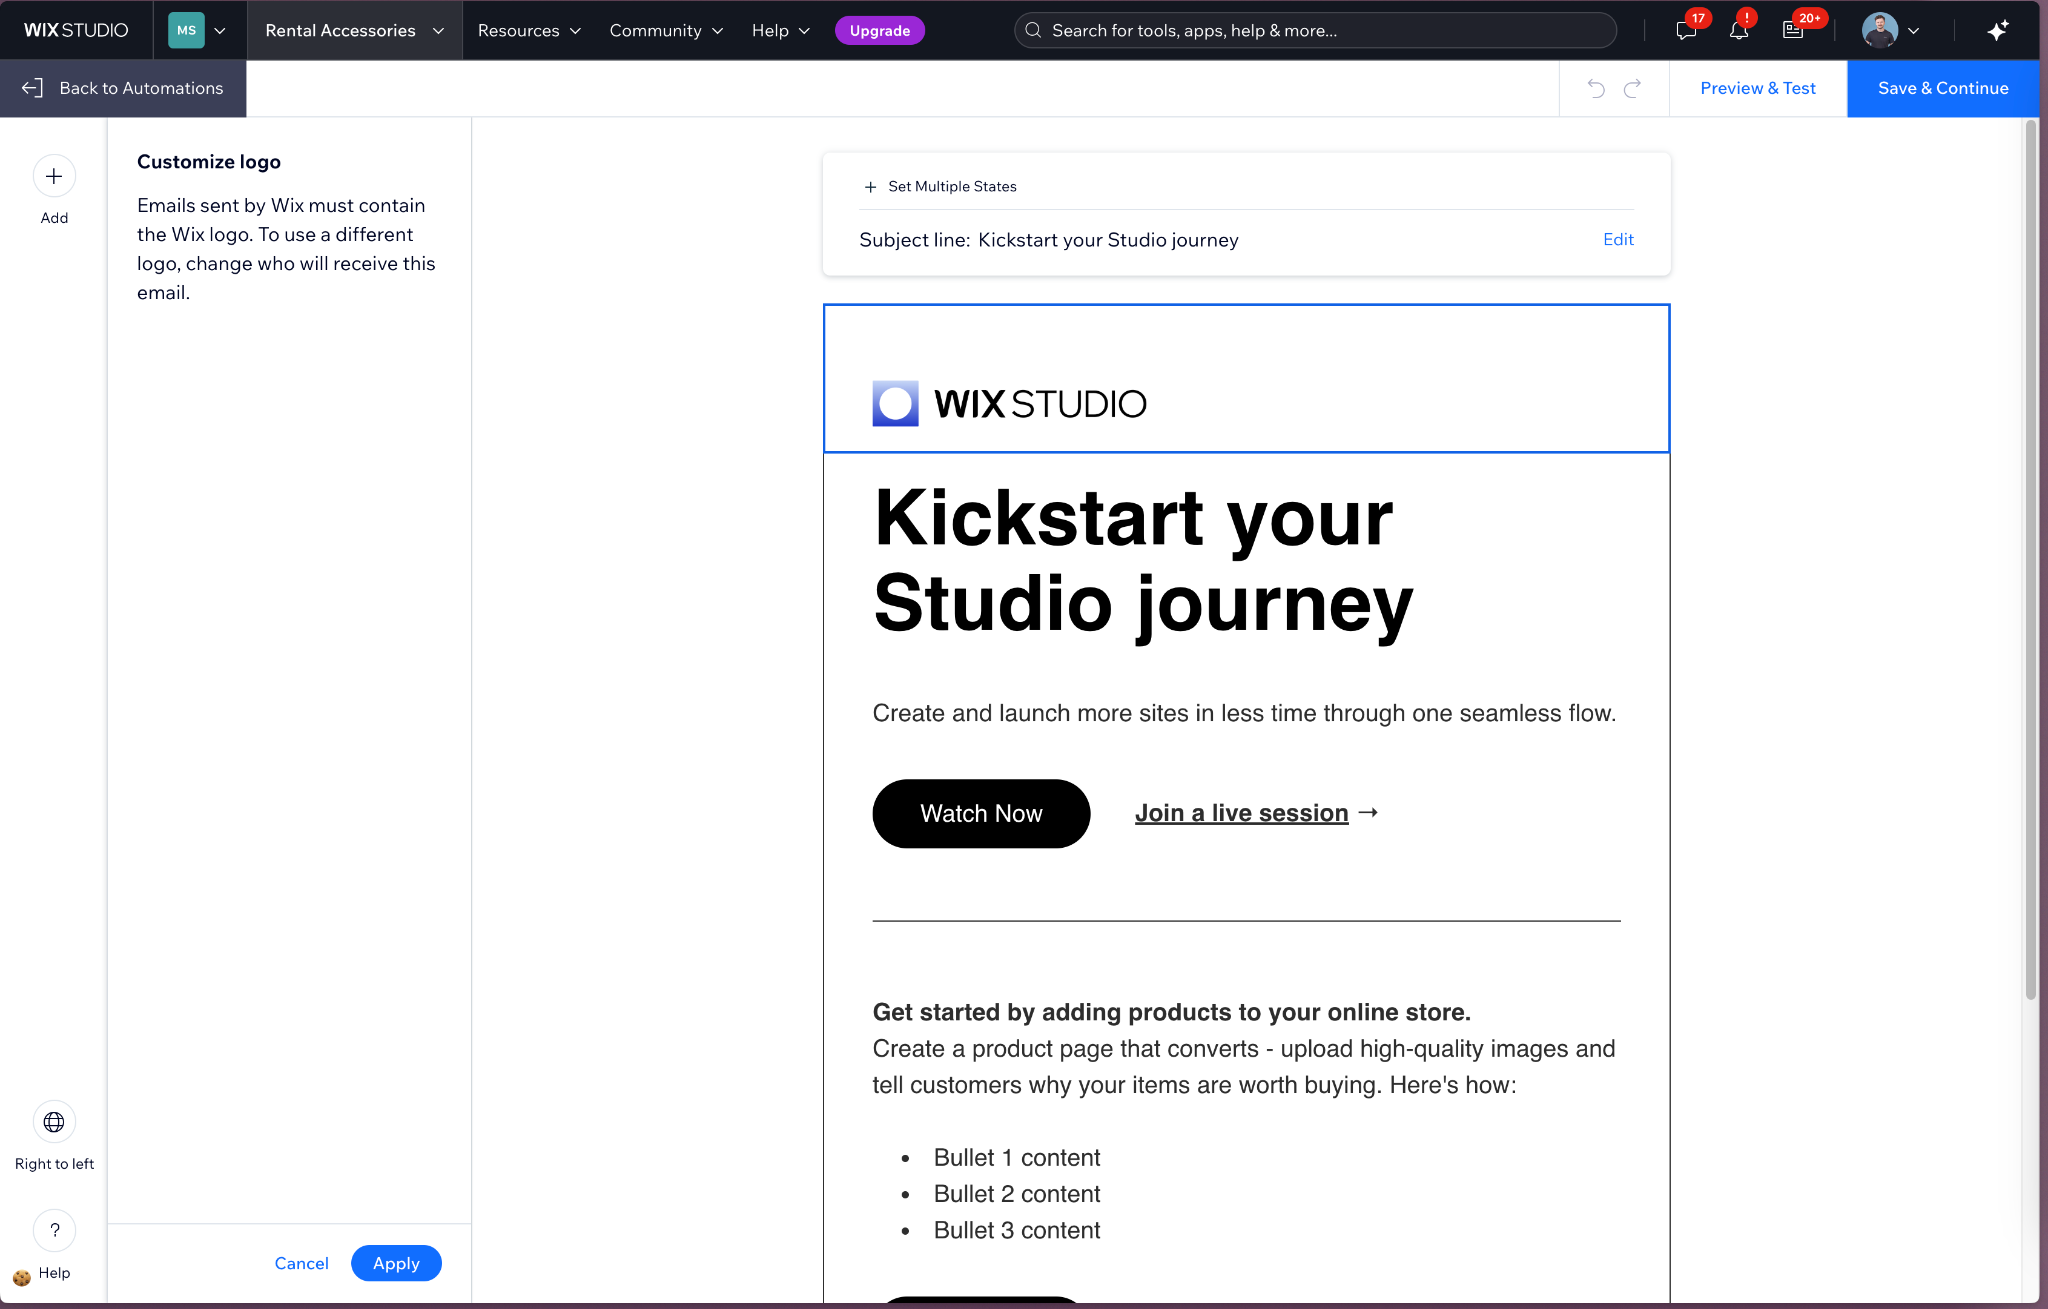 WIX STUDIO
MS
Rental Accessories
Resources
Community
Help
Upgrade
Search for tools, apps, help & more...
17
!
20+
Back to Automations
Preview & Test
Save & Continue
Add
Customize logo
Emails sent by Wix must contain
the Wix logo. To use a different
logo, change who will receive this
email.
Set Multiple States
Subject line: Kickstart your Studio journey
Edit
WIX STUDIO
Kickstart your
Studio journey
Create and launch more sites in less time through one seamless flow.
Watch Now
Join a live session →
Get started by adding products to your online store.
Create a product page that converts - upload high-quality images and
tell customers why your items are worth buying. Here's how:
• Bullet 1 content
• Bullet 2 content
• Bullet 3 content
Right to left
?
Help
Cancel
Apply